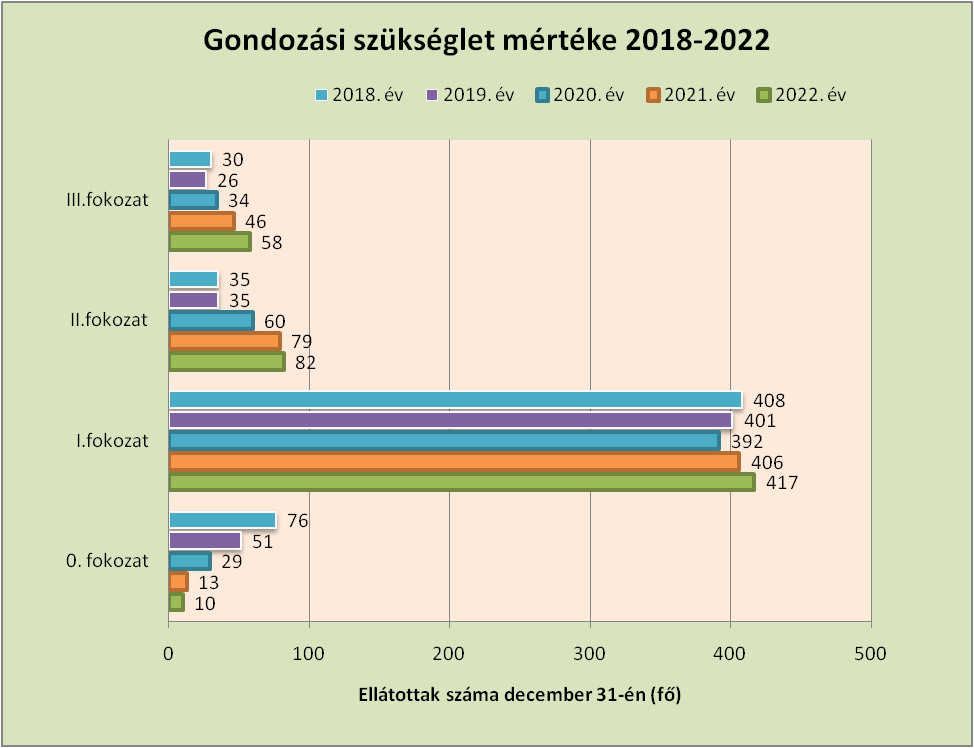 Gondozási szükséglet mértéke 2018-2022
2018. év 2019. év 2020. év 2021. év 2022. év
III.fokozat
30
26
34
46
58
II.fokozat
35
35
60
79
82
I.fokozat
408
401
392
406
417
0. fokozat
76
51
29
13
10
0 100 200 300 400 500
Ellátottak száma december 31-én (fő)